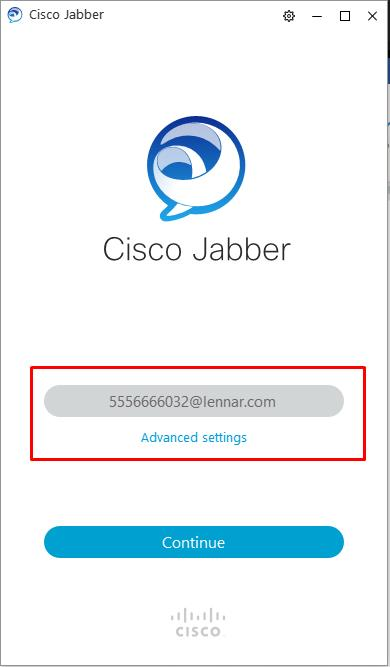 Cisco Jabber
Cisco Jabber
5556666032@lennar.com
Advanced settings
Continue
CISCO